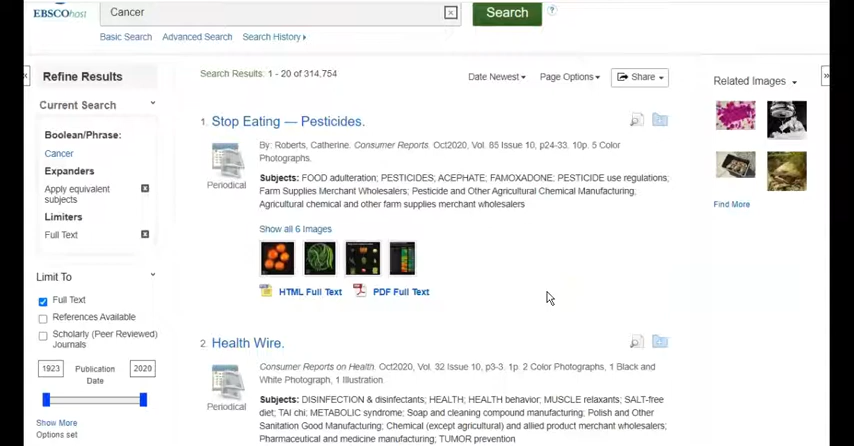 EBSCOhost
Cancer
Search
Basic Search Advanced Search Search History
Refine Results
Current Search
Boolean/Phrase:
Cancer
Expanders
Apply equivalent
subjects
Limiters
Full Text
Limit To
Full Text
References Available
Scholarly (Peer Reviewed)
Journals
1923 Publication 2020
Date
Show More
Options set
Search Results: 1 - 20 of 314,754
Date Newest Page Options Share
1. Stop Eating — Pesticides.
By: Roberts, Catherine. Consumer Reports. Oct2020, Vol. 85 Issue 10, p24-33. 10p. 5 Color
Photographs.
Periodical
Subjects: FOOD adulteration; PESTICIDES; ACEPHATE; FAMOXADONE; PESTICIDE use regulations;
Farm Supplies Merchant Wholesalers; Pesticide and Other Agricultural Chemical Manufacturing;
Agricultural chemical and other farm supplies merchant wholesalers
Show all 6 Images
HTML Full Text PDF Full Text
2. Health Wire.
Consumer Reports on Health. Oct2020, Vol. 32 Issue 10, p3-3. 1p. 2 Color Photographs, 1 Black and
White Photograph, 1 Illustration.
Periodical
Subjects: DISINFECTION & disinfectants; HEALTH; HEALTH behavior; MUSCLE relaxants; SALT-free
diet; TAI chi; METABOLIC syndrome; Soap and cleaning compound manufacturing; Polish and Other
Sanitation Good Manufacturing; Chemical (except agricultural) and allied product merchant wholesalers;
Pharmaceutical and medicine manufacturing; TUMOR prevention
Related Images
Find More